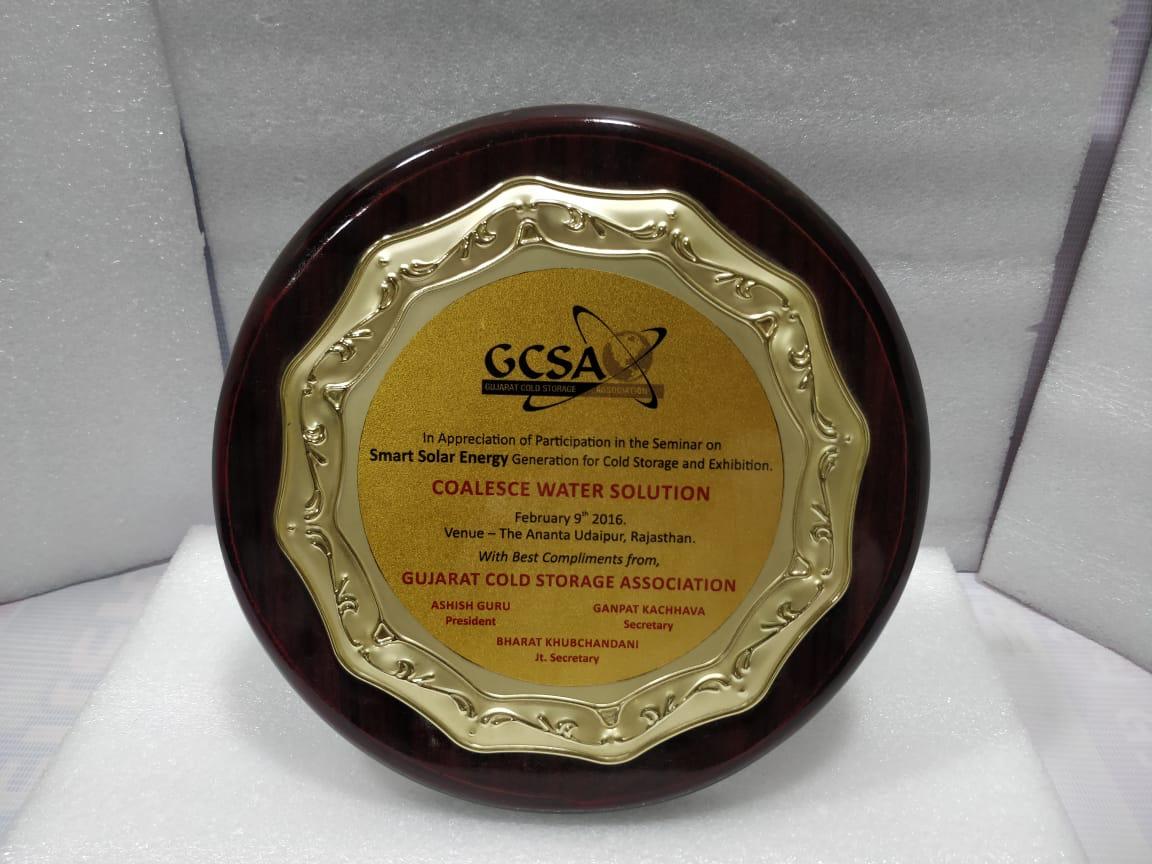 GCSA
GUJARAT COLD STORAGE ASSOCIATION
In Appreciation of Participation in the Seminar on
Smart Solar Energy Generation for Cold Storage and Exhibition.
COALESCE WATER SOLUTION
February 9th 2016.
Venue – The Ananta Udaipur, Rajasthan.
With Best Compliments from,
GUJARAT COLD STORAGE ASSOCIATION
ASHISH GURU GANPAT KACHHAVA
President Secretary
BHARAT KHUBCHANDANI
Jt. Secretary